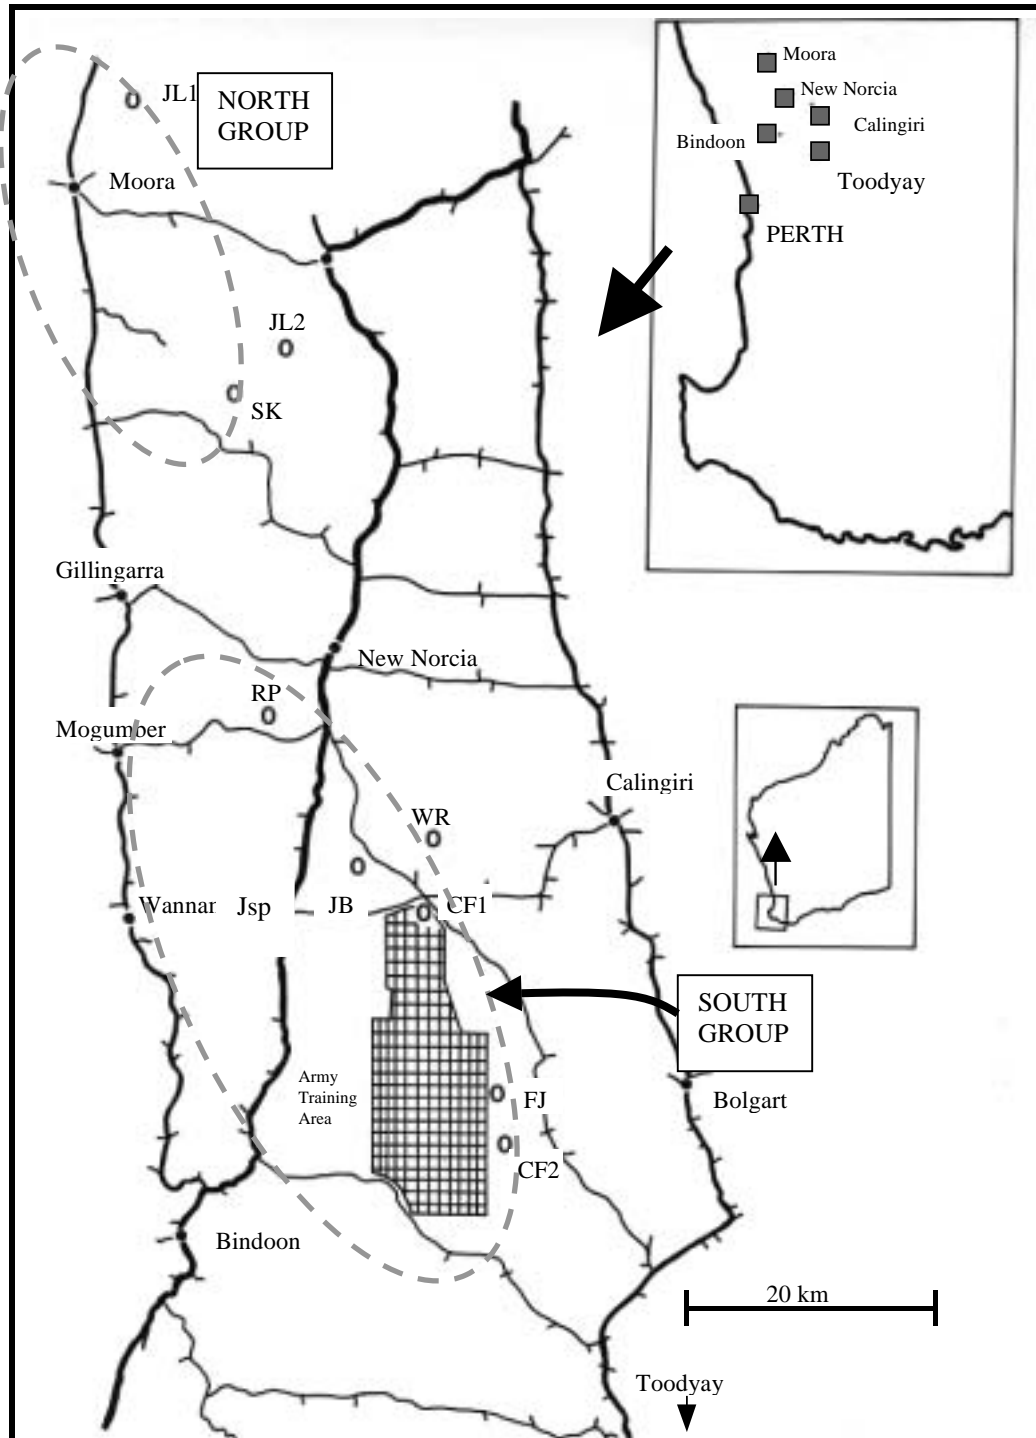 JL1
NORTH
GROUP
Moora
JL2
SK
Gillingarra
New Norcia
RP
Mogumber
Calingiri
WR
Wannar
Jsp
JB
CF1
SOUTH
GROUP
Army
Training
Area
FJ
Bolgart
CF2
Bindoon
20 km
Toodyay
Moora
New Norcia
Calingiri
Bindoon
Toodyay
PERTH